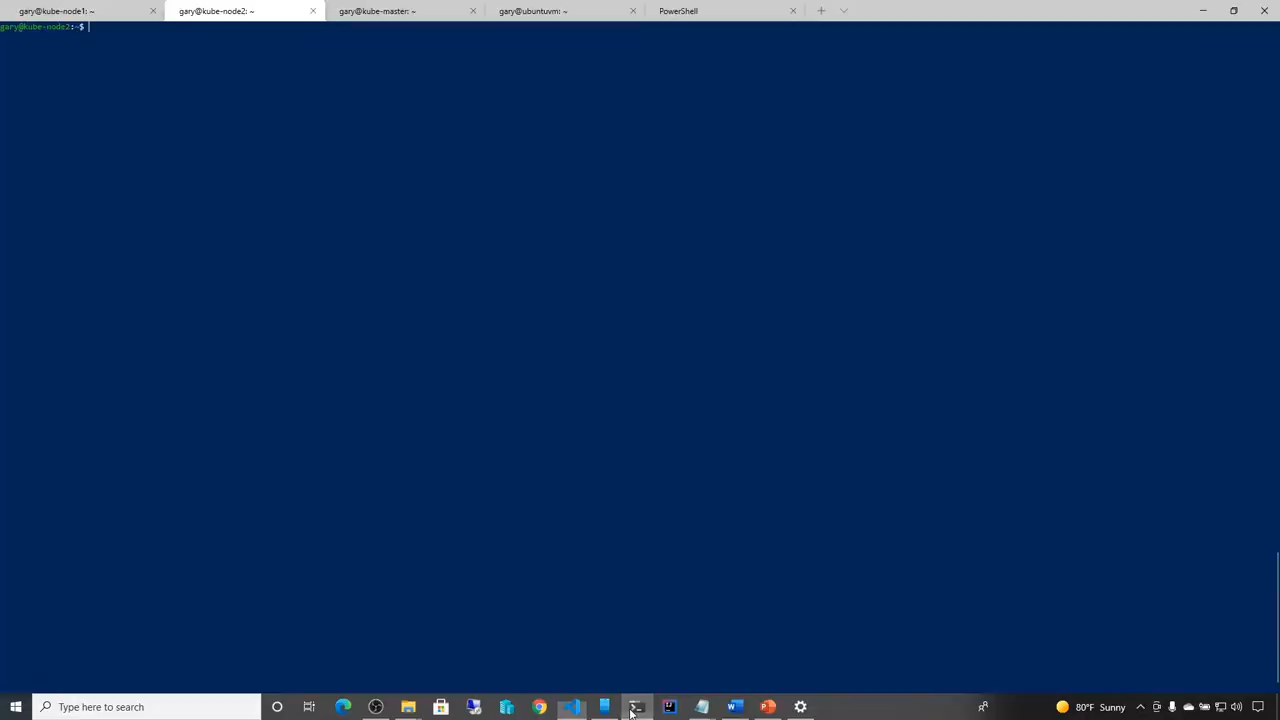 gary@kube-node1: ~
gary@kube-node2: ~
gary@kube-master: ~
gary@ubuntuvm: ~
PowerShell
gary@kube-node2:~$
Type here to search
80°F Sunny